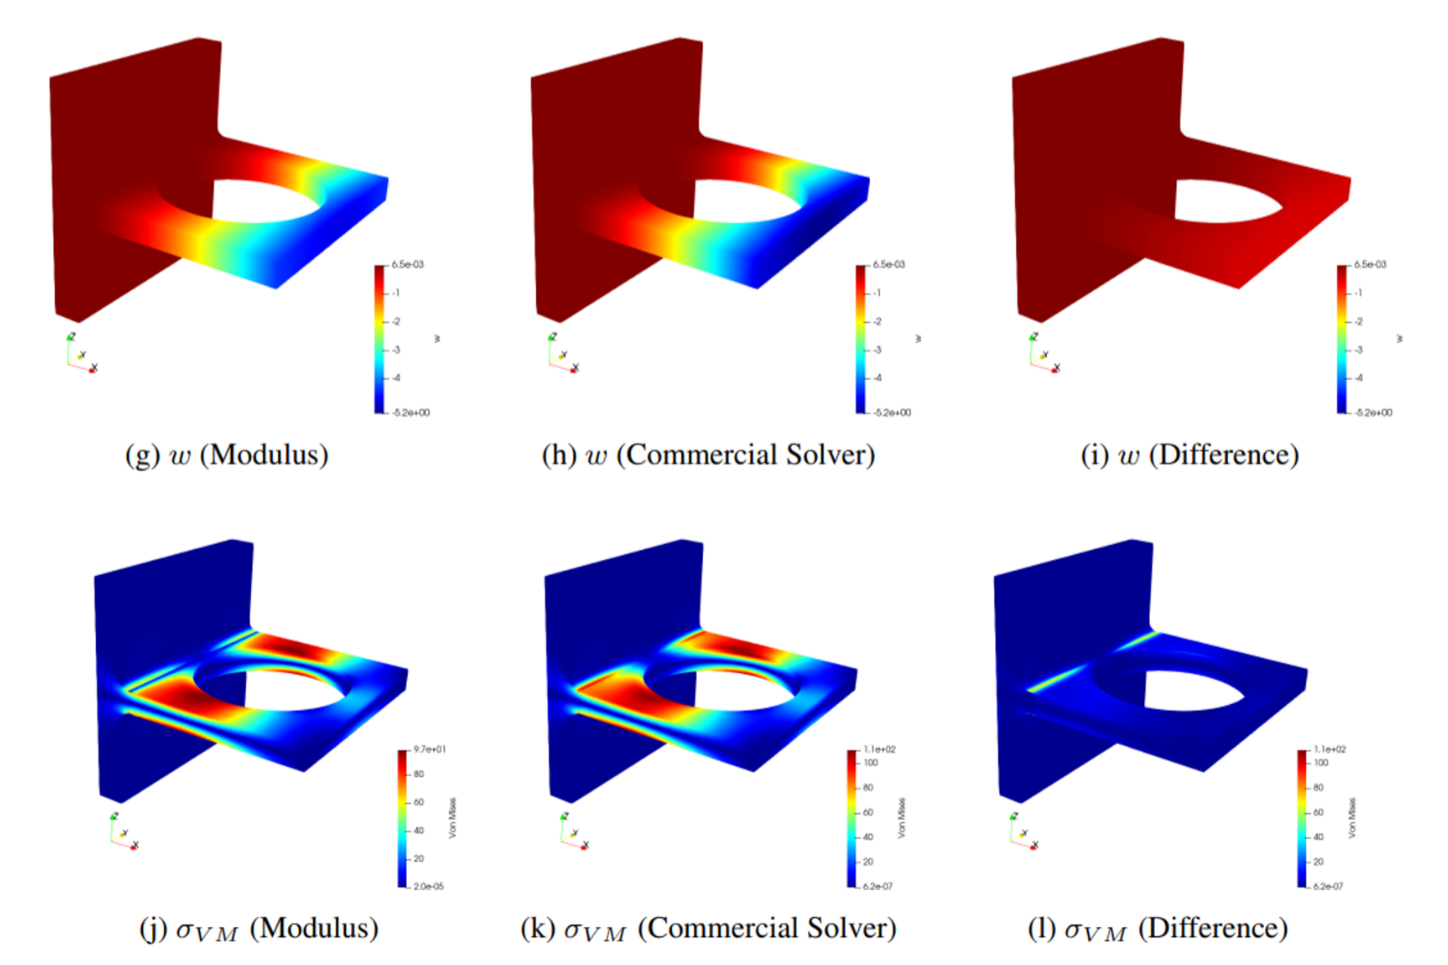 6.5e-03
-1
-2
-3
-4
-5.2e+00
w
Z
Y
X
6.5e-03
-1
-2
-3
-4
-5.2e+00
w
Z
Y
X
6.5e-03
-1
-2
-3
-4
-5.2e+00
w
Z
Y
X
(g) w (Modulus)
(h) w (Commercial Solver)
(i) w (Difference)
9.7e+01
80
60
40
20
2.0e-05
Von Mises
Z
Y
X
1.1e+02
100
80
60
40
20
6.2e-07
Von Mises
Z
Y
X
1.1e+02
100
80
60
40
20
6.2e-07
Von Mises
Z
Y
X
(j) σVM (Modulus)
(k) σVM (Commercial Solver)
(l) σVM (Difference)